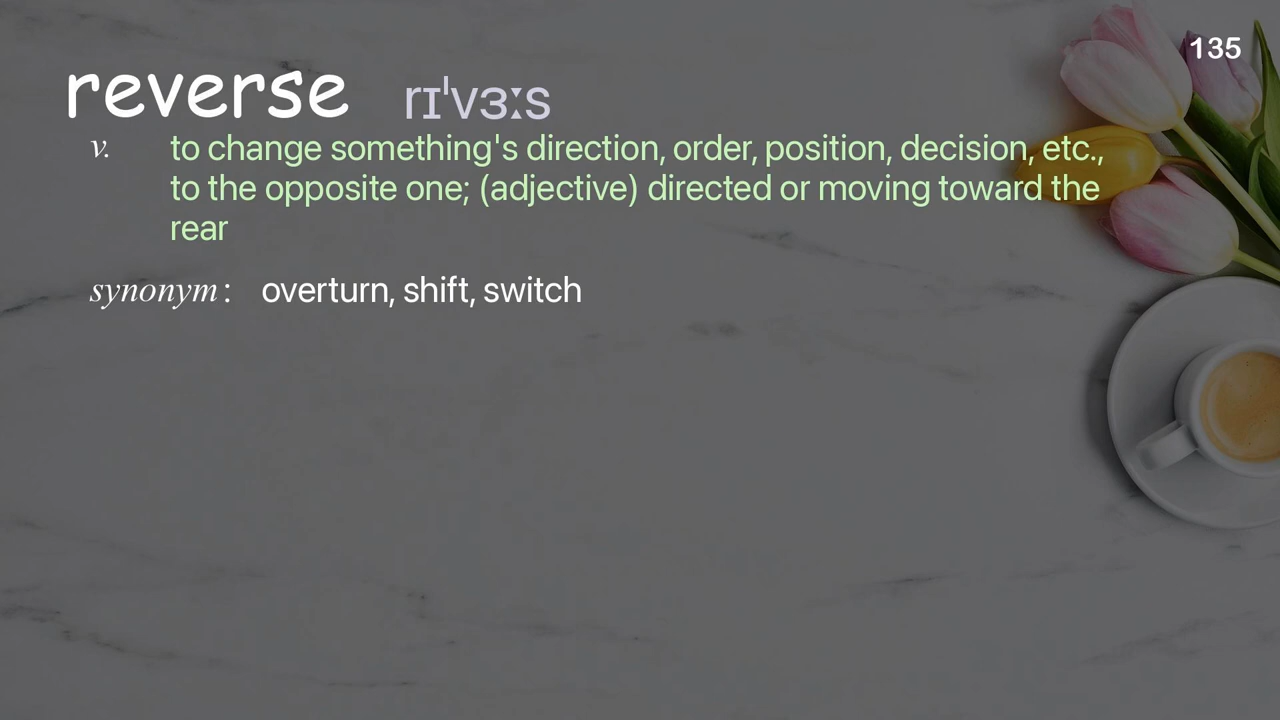 135
reverse rɪˈvɜːs
v. to change something's direction, order, position, decision, etc.,
to the opposite one; (adjective) directed or moving toward the
rear
synonym : overturn, shift, switch